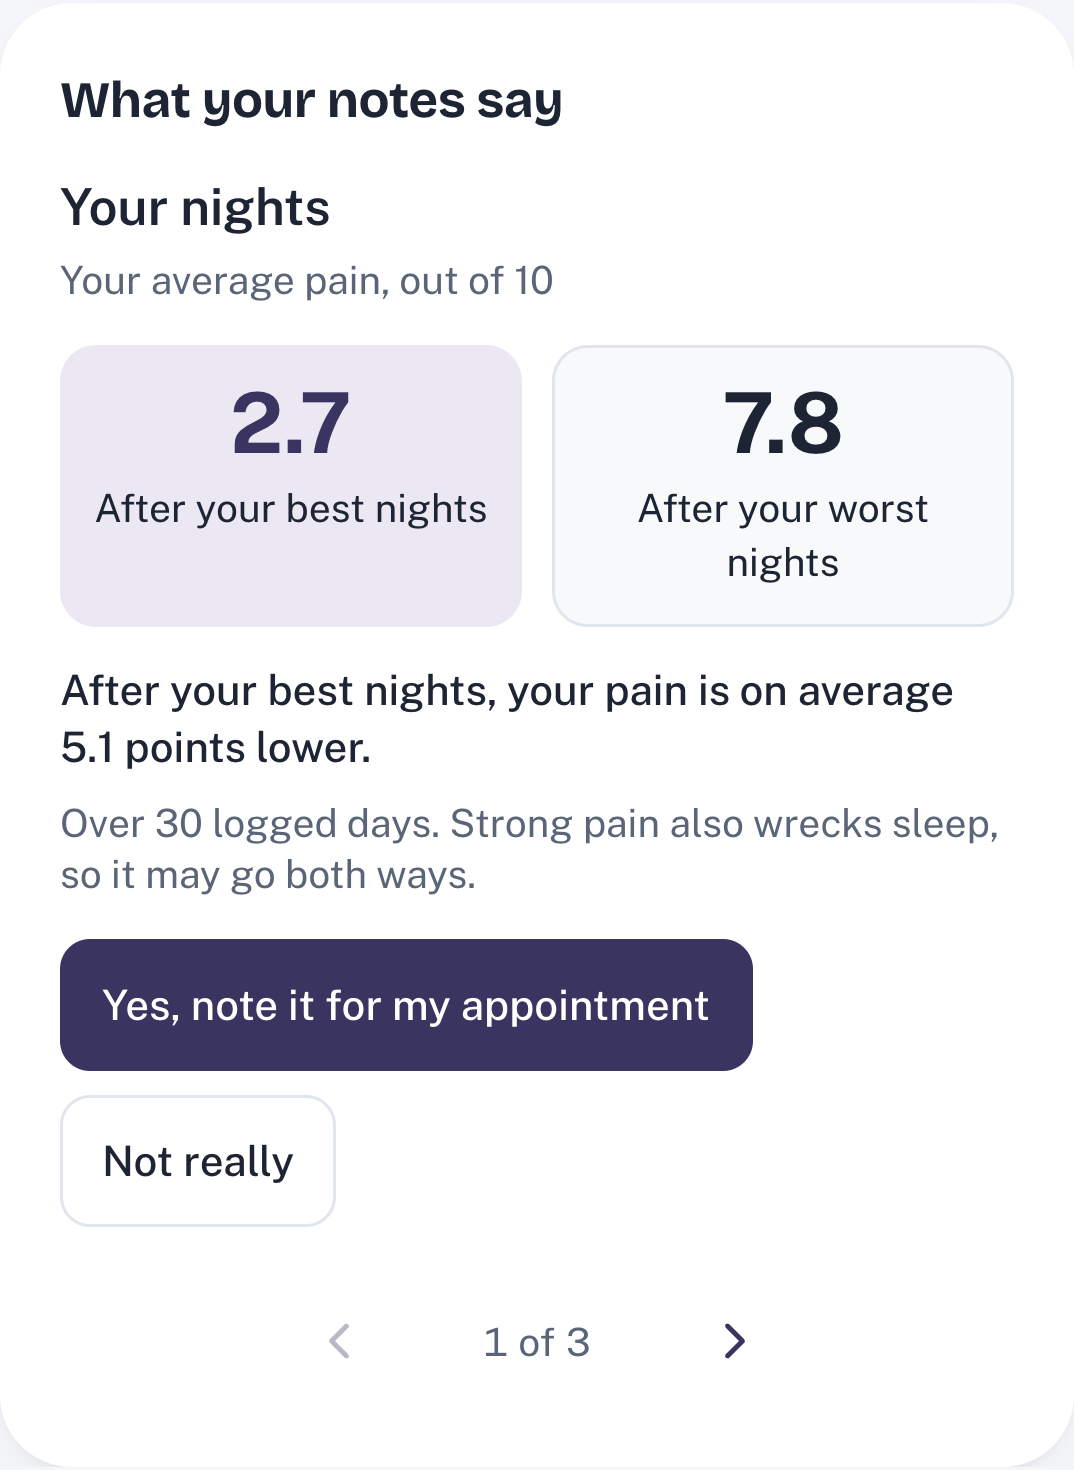 What your notes say
Your nights
Your average pain, out of 10
2.7
After your best nights
7.8
After your worst
nights
After your best nights, your pain is on average
5.1 points lower.
Over 30 logged days. Strong pain also wrecks sleep,
so it may go both ways.
Yes, note it for my appointment
Not really
1 of 3